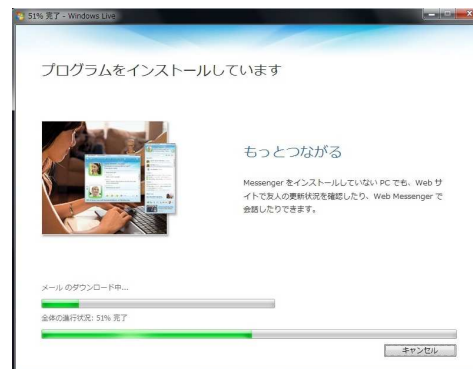 51% 完了 - Windows Live
プログラムをインストールしています
もっとつながる
Messenger をインストールしていない PC でも、Web サ
イトで友人の更新状況を確認したり、Web Messenger で
会話したりできます。
メール のダウンロード中...
全体の進行状況: 51% 完了
キャンセル